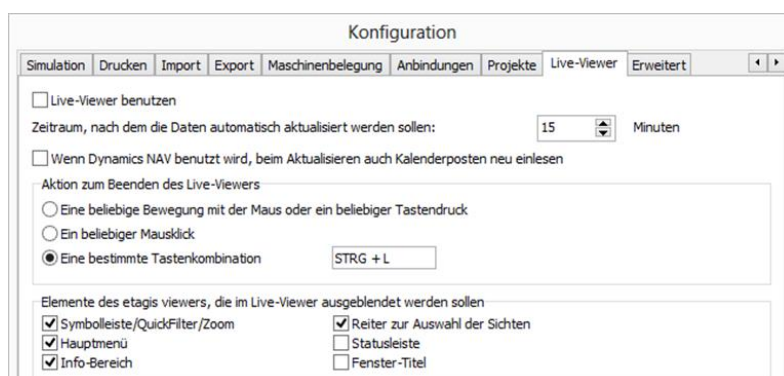 Konfiguration
Simulation Drucken Import Export Maschinenbelegung Anbindungen Projekte Live-Viewer Erweitert
Live-Viewer benutzen
Zeitraum, nach dem die Daten automatisch aktualisiert werden sollen: 15 Minuten
Wenn Dynamics NAV benutzt wird, beim Aktualisieren auch Kalenderposten neu einlesen
Aktion zum Beenden des Live-Viewers
Eine beliebige Bewegung mit der Maus oder ein beliebiger Tastendruck
Ein beliebiger Mausklick
Eine bestimmte Tastenkombination STRG + L
Elemente des etagis viewers, die im Live-Viewer ausgeblendet werden sollen
Symbolleiste/QuickFilter/Zoom Reiter zur Auswahl der Sichten
Hauptmenü Statusleiste
Info-Bereich Fenster-Titel